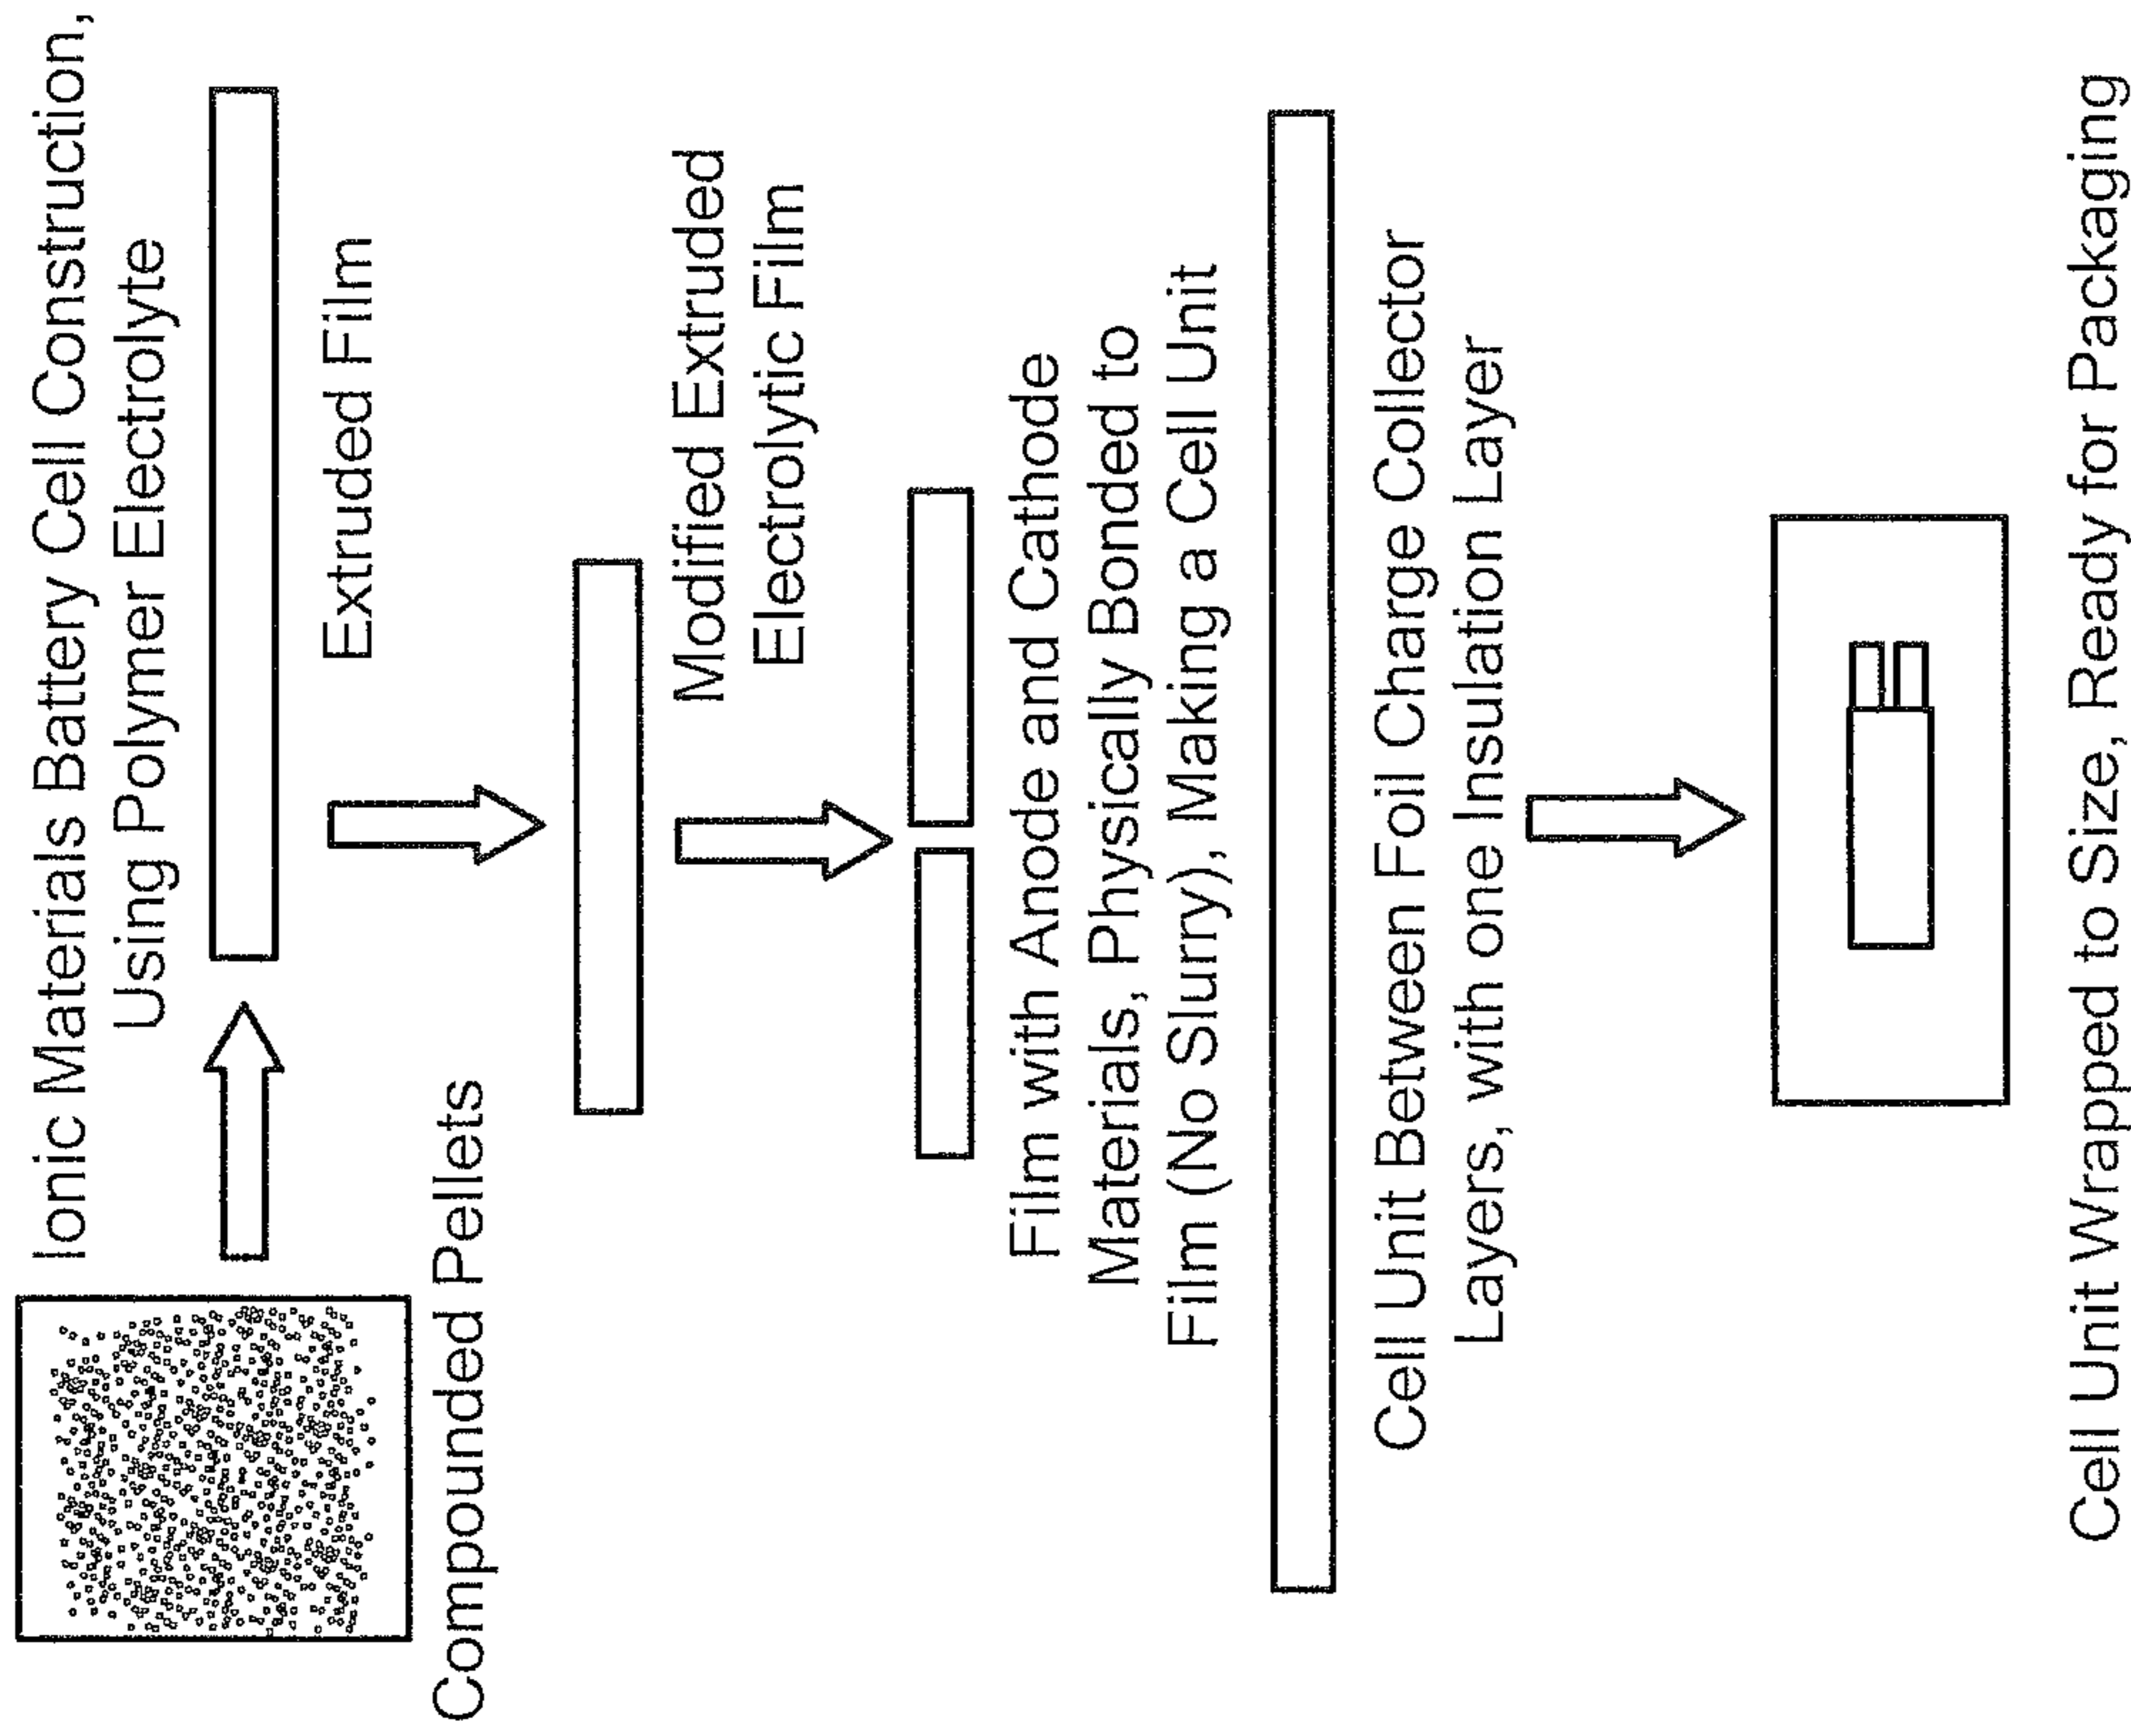 Ionic Materials Battery Cell Construction,
Using Polymer Electrolyte
Extruded Film
Compounded Pellets
Modified Extruded
Electrolytic Film
Film with Anode and Cathode
Materials, Physically Bonded to
Film (No Slurry), Making a Cell Unit
Cell Unit Between Foil Charge Collector
Layers, with one Insulation Layer
Cell Unit Wrapped to Size, Ready for Packaging